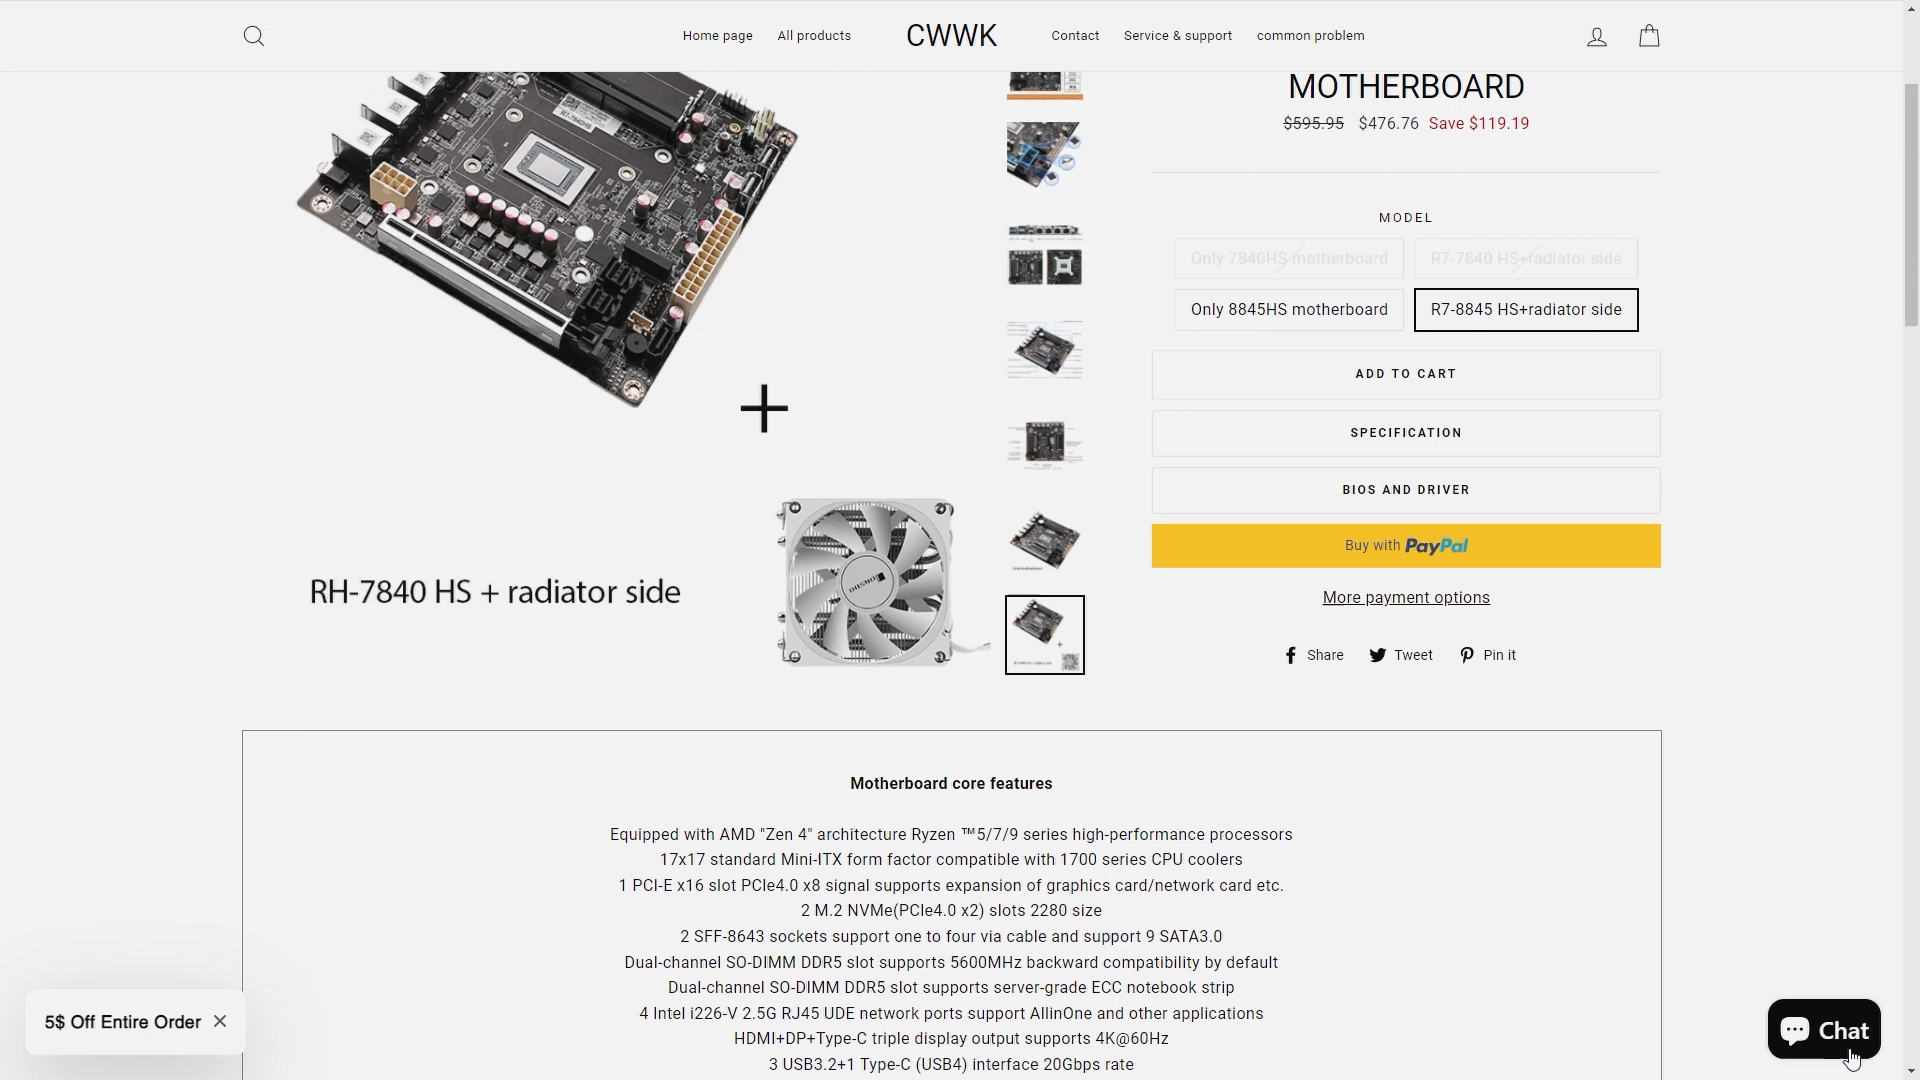 Home page
All products
CWWK
Contact
Service & support
common problem
MOTHERBOARD
$595.95 $476.76 Save $119.19
MODEL
Only 7840HS motherboard
R7-7840 HS+radiator side
Only 8845HS motherboard
R7-8845 HS+radiator side
ADD TO CART
SPECIFICATION
BIOS AND DRIVER
Buy with PayPal
More payment options
Share
Tweet
Pin it
R7-7840HS
JONSBO
RH-7840 HS + radiator side
Motherboard core features
Equipped with AMD "Zen 4" architecture Ryzen ™5/7/9 series high-performance processors
17x17 standard Mini-ITX form factor compatible with 1700 series CPU coolers
1 PCI-E x16 slot PCIe4.0 x8 signal supports expansion of graphics card/network card etc.
2 M.2 NVMe(PCIe4.0 x2) slots 2280 size
2 SFF-8643 sockets support one to four via cable and support 9 SATA3.0
Dual-channel SO-DIMM DDR5 slot supports 5600MHz backward compatibility by default
Dual-channel SO-DIMM DDR5 slot supports server-grade ECC notebook strip
4 Intel i226-V 2.5G RJ45 UDE network ports support AllinOne and other applications
HDMI+DP+Type-C triple display output supports 4K@60Hz
3 USB3.2+1 Type-C (USB4) interface 20Gbps rate
5$ Off Entire Order
Chat